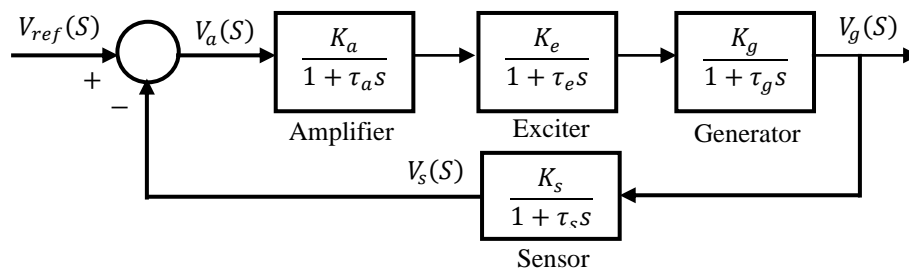 V_ref(S)
V_a(S)
K_a
1 + τ_a s
K_e
1 + τ_e s
K_g
1 + τ_g s
V_g(S)
+
−
Amplifier
Exciter
Generator
V_s(S)
K_s
1 + τ_s s
Sensor